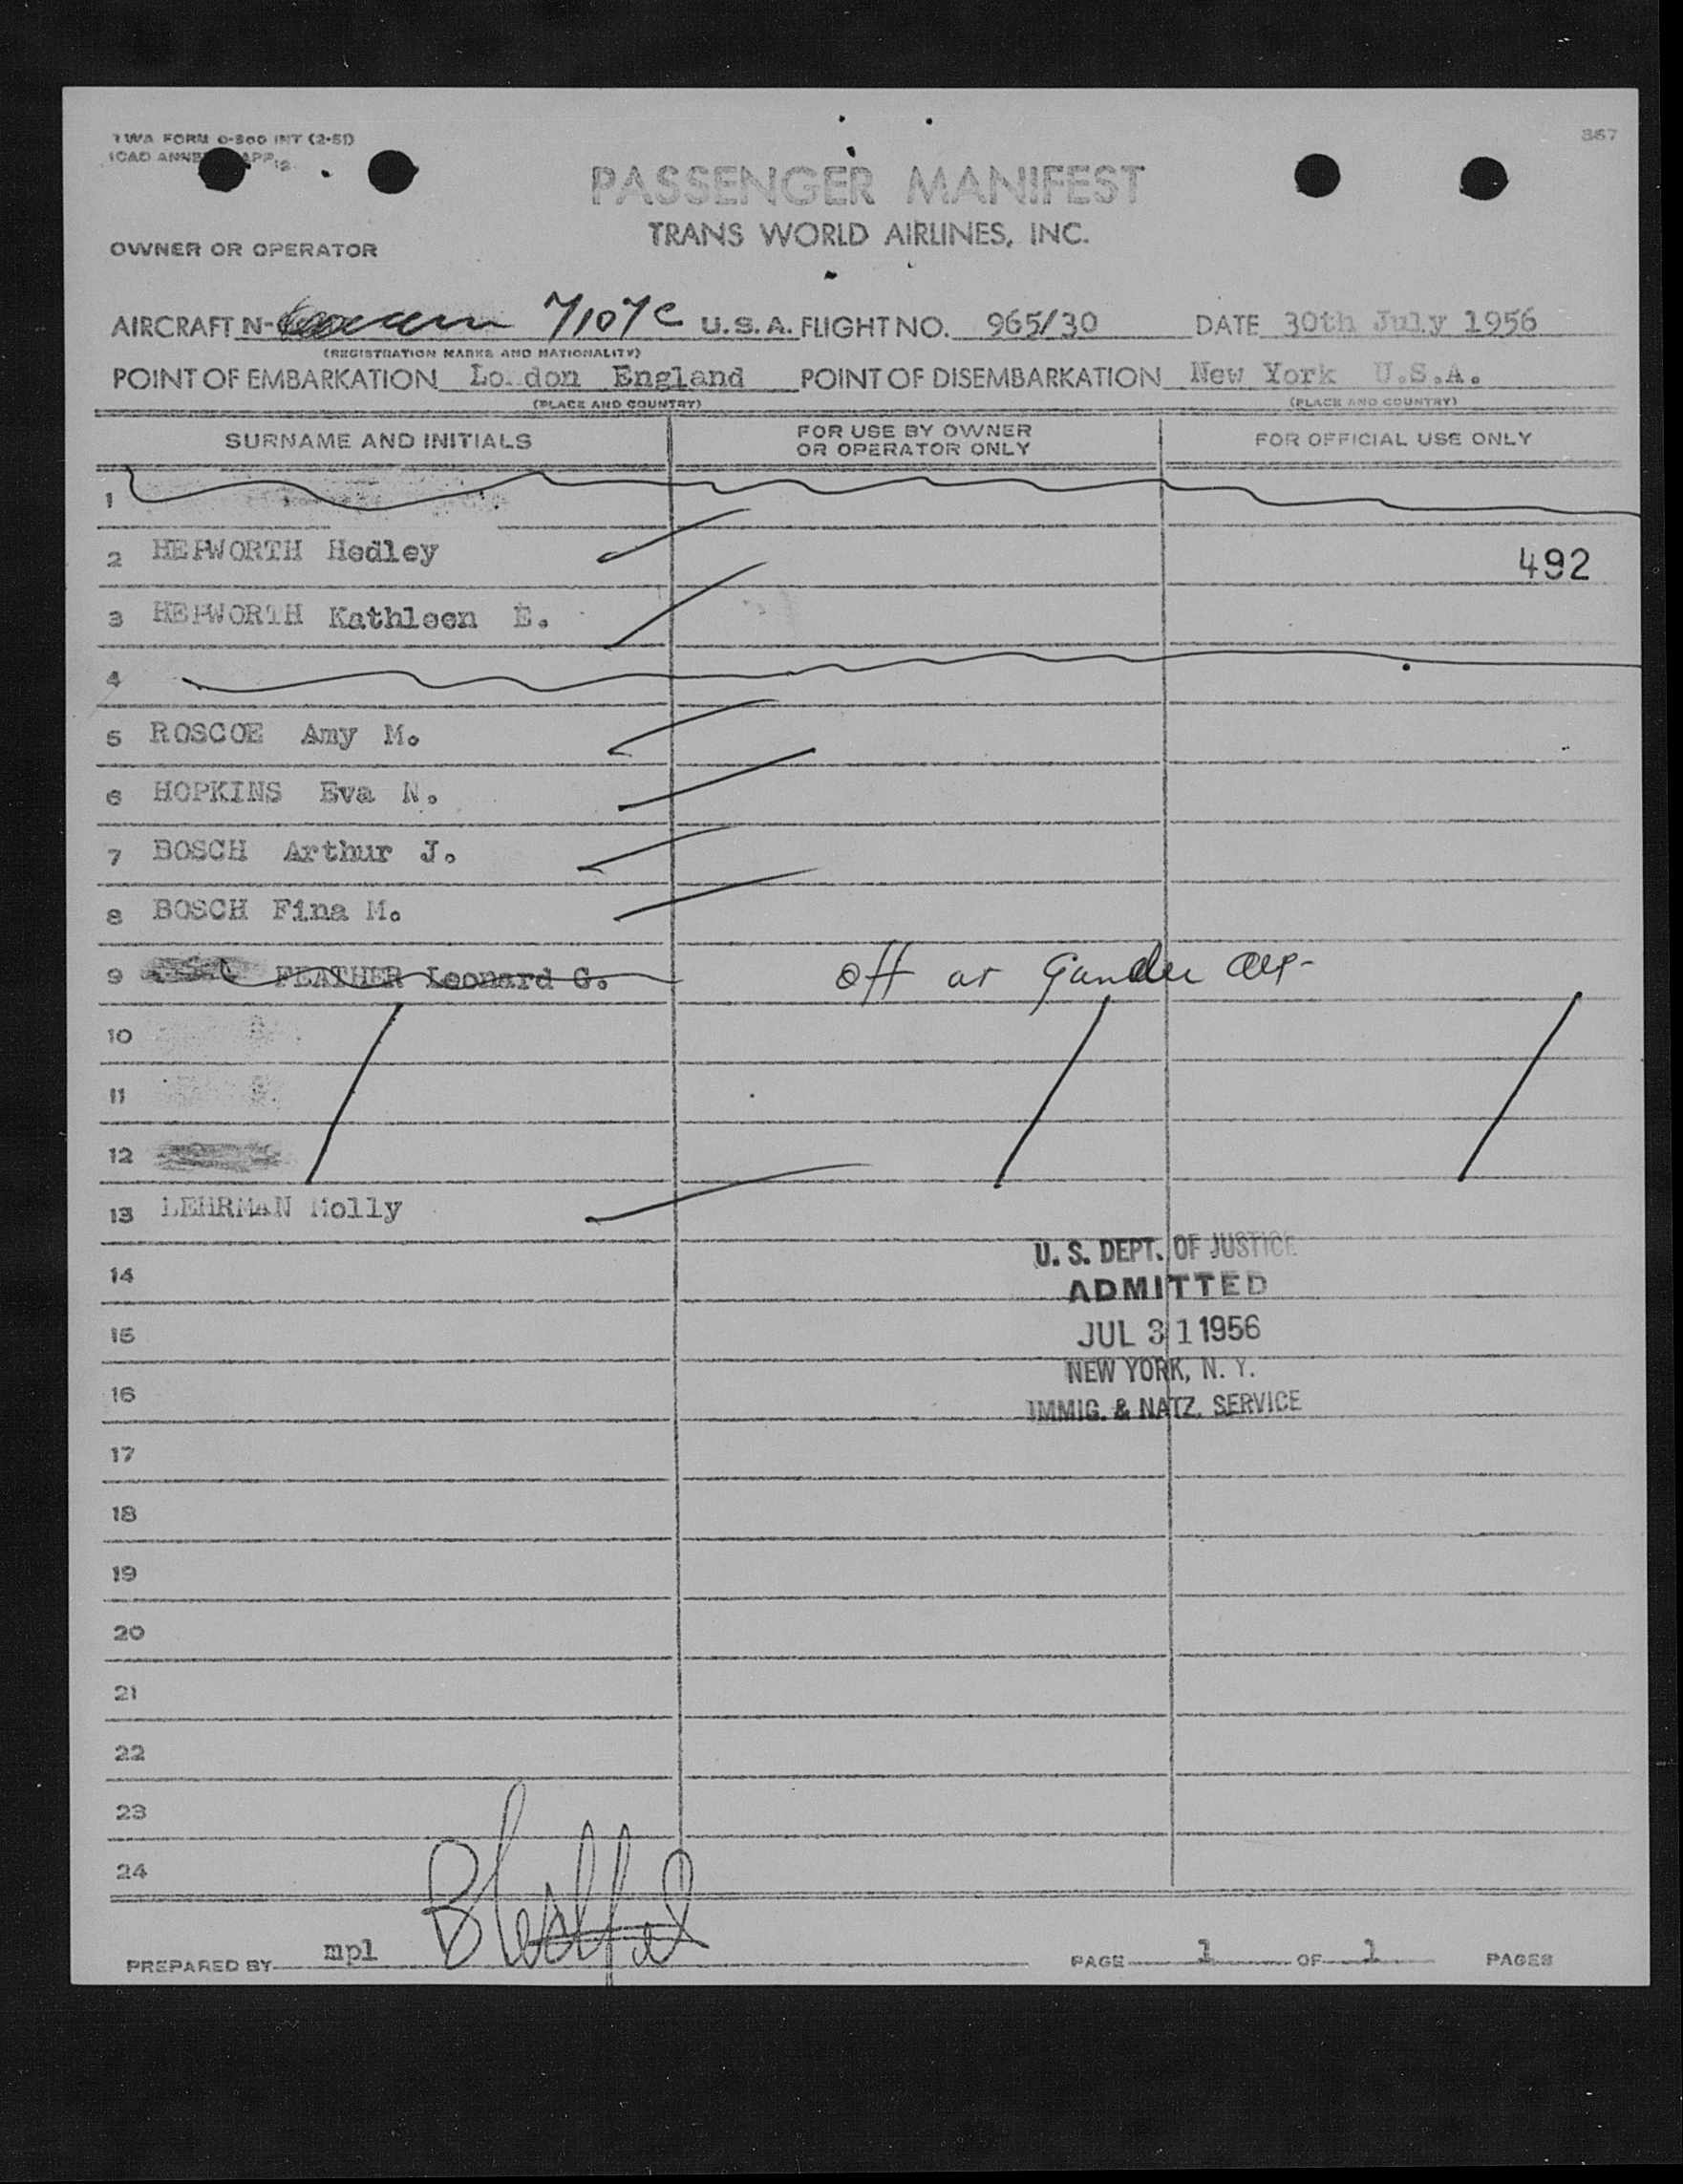 TWA FORM O-800 INT (2-51)
357
ICAO ANNEX APP
PASSENGER MANIFEST
TRANS WORLD AIRLINES, INC.
OWNER OR OPERATOR
AIRCRAFT N- 7107C U.S.A. FLIGHT NO. 965/30 DATE 30th July 1956
(REGISTRATION MARKS AND NATIONALITY)
POINT OF EMBARKATION Lo don England POINT OF DISEMBARKATION New York U.S.A.
(PLACE AND COUNTRY) (PLACE AND COUNTRY)
SURNAME AND INITIALS FOR USE BY OWNER OR OPERATOR ONLY FOR OFFICIAL USE ONLY
1
2 HEPWORTH Hedley 492
3 HEPWORTH Kathleen E.
4
5 ROSCOE Amy M.
6 HOPKINS Eva N.
7 BOSCH Arthur J.
8 BOSCH Fina M.
9 FEATHER Leonard G. off at Gander
10
11
12
13 LEHRMAN Molly
U. S. DEPT. OF JUSTICE
14
ADMITTED
15 JUL 31 1956
NEW YORK, N. Y.
16
IMMIG. & NATZ. SERVICE
17
18
19
20
21
22
23
24
PREPARED BY mpl PAGE 1 OF 1 PAGES